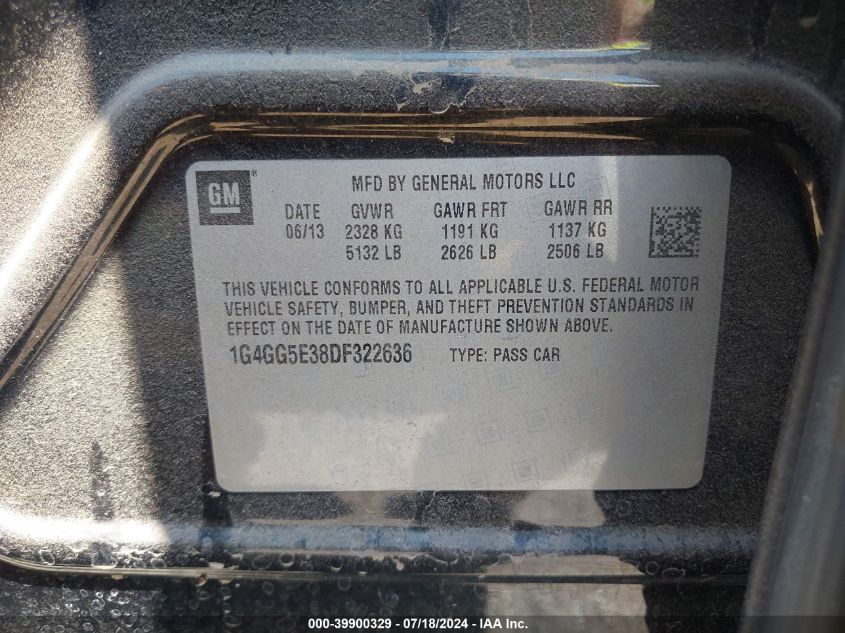 GM®
MFD BY GENERAL MOTORS LLC
DATE GVWR GAWR FRT GAWR RR
06/13 2328 KG 1191 KG 1137 KG
5132 LB 2626 LB 2506 LB
THIS VEHICLE CONFORMS TO ALL APPLICABLE U.S. FEDERAL MOTOR
VEHICLE SAFETY, BUMPER, AND THEFT PREVENTION STANDARDS IN
EFFECT ON THE DATE OF MANUFACTURE SHOWN ABOVE.
1G4GG5E38DF322636 TYPE: PASS CAR
000-39900329 - 07/18/2024 - IAA, Inc.